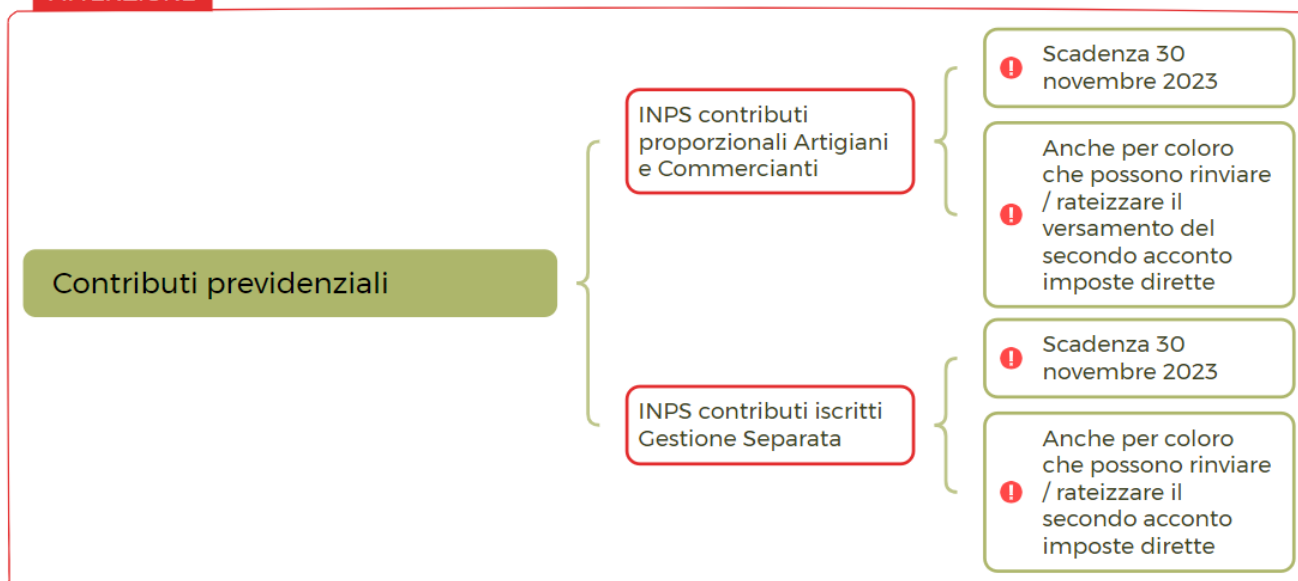 Contributi previdenziali
INPS contributi
proporzionali Artigiani
e Commercianti
Scadenza 30
novembre 2023
Anche per coloro
che possono rinviare
/ rateizzare il
versamento del
secondo acconto
imposte dirette
INPS contributi iscritti
Gestione Separata
Scadenza 30
novembre 2023
Anche per coloro
che possono rinviare
/ rateizzare il
secondo acconto
imposte dirette